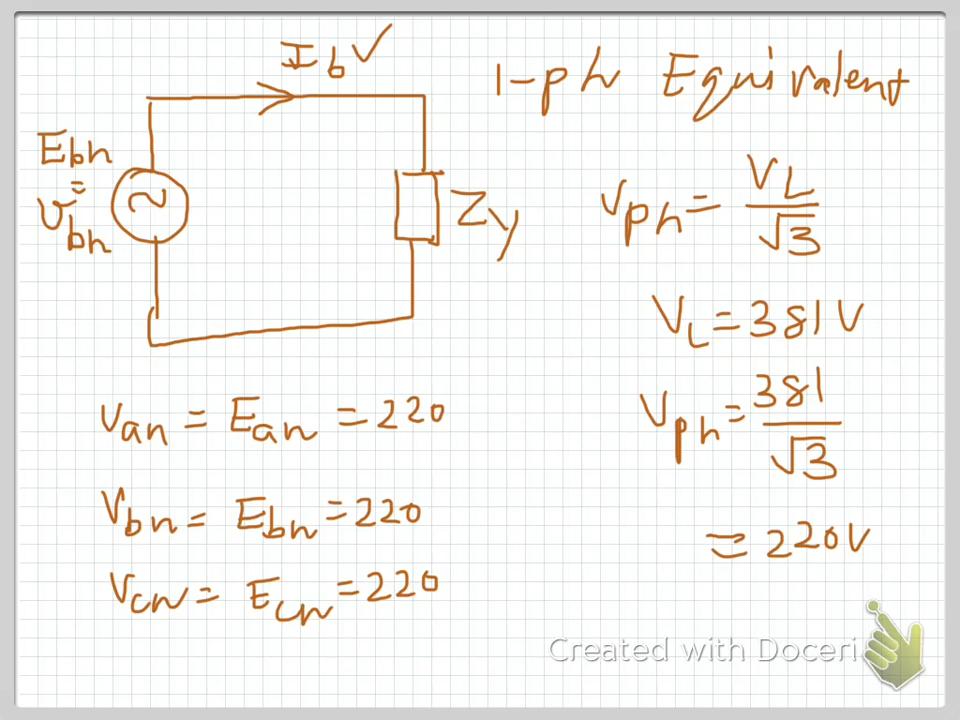 I_b ✓
1-ph Equivalent
Ebn
=
Vbn
~
Zy
Vph = VL/√3
VL = 381V
Vph = 381/√3
= 220V
Van = Ean = 220
Vbn = Ebn = 220
Vcn = Ecn = 220
Created with Doceri